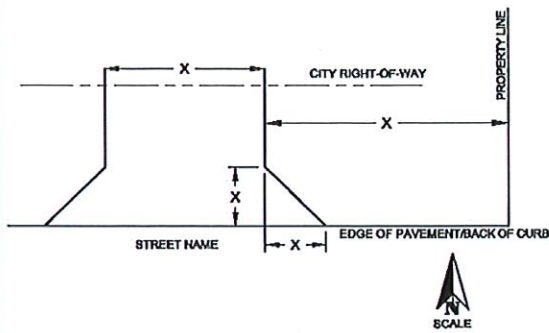 X
CITY RIGHT-OF-WAY
PROPERTY LINE
X
X
X
STREET NAME
EDGE OF PAVEMENT/BACK OF CURB
N
SCALE